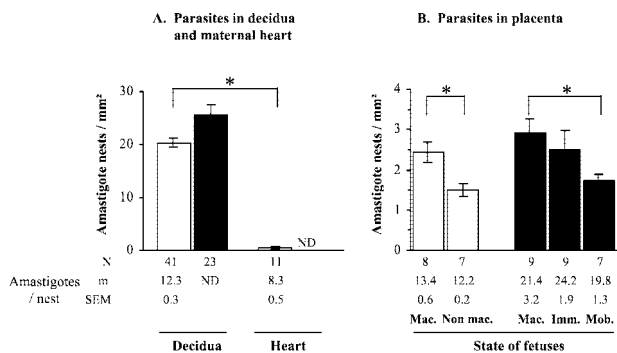 A. Parasites in decidua
and maternal heart
B. Parasites in placenta
Amastigote nests / mm²
30
20
10
0
*
ND
Amastigote nests / mm²
4
3
2
1
0
*
*
N 41 23 11 8 7 9 9 7
Amastigotes / nest
m 12.3 ND 8.3 13.4 12.2 21.4 24.2 19.8
SEM 0.3 0.5 0.6 0.2 3.2 1.9 1.3
Mac. Non mac. Mac. Imm. Mob.
Decidua Heart State of fetuses